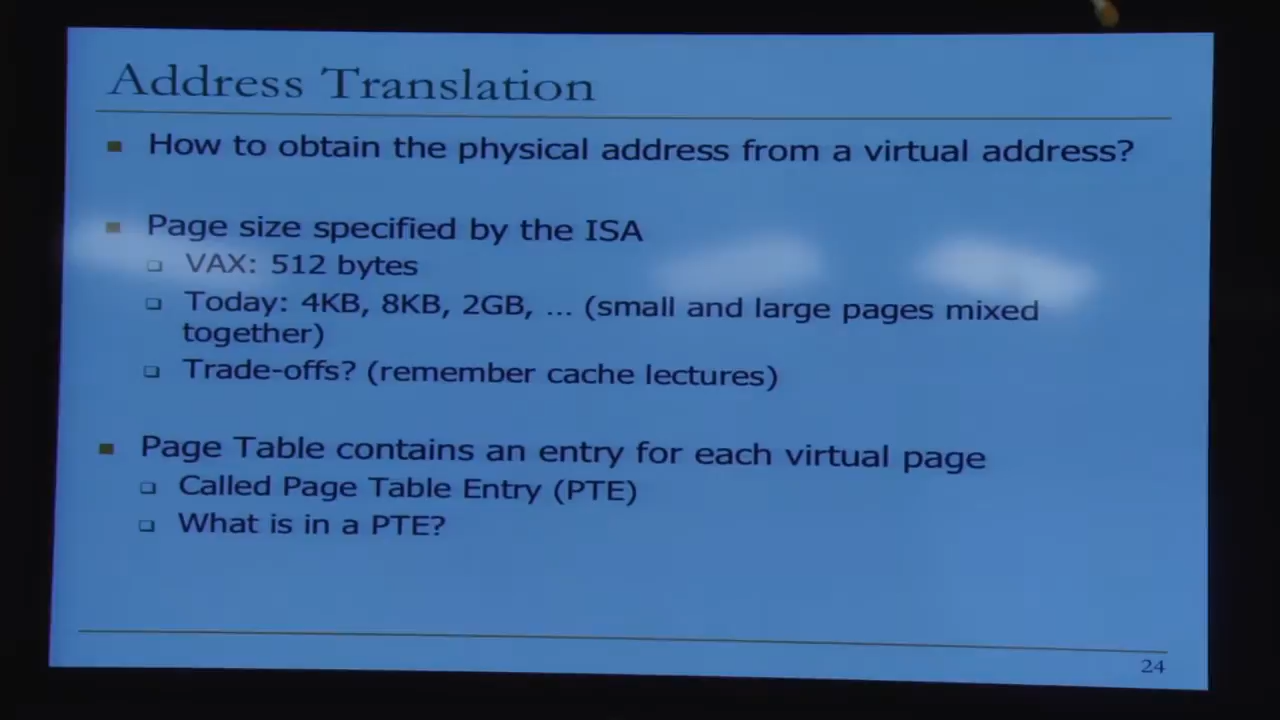 Address Translation
How to obtain the physical address from a virtual address?
Page size specified by the ISA
VAX: 512 bytes
Today: 4KB, 8KB, 2GB, ... (small and large pages mixed
together)
Trade-offs? (remember cache lectures)
Page Table contains an entry for each virtual page
Called Page Table Entry (PTE)
What is in a PTE?
24